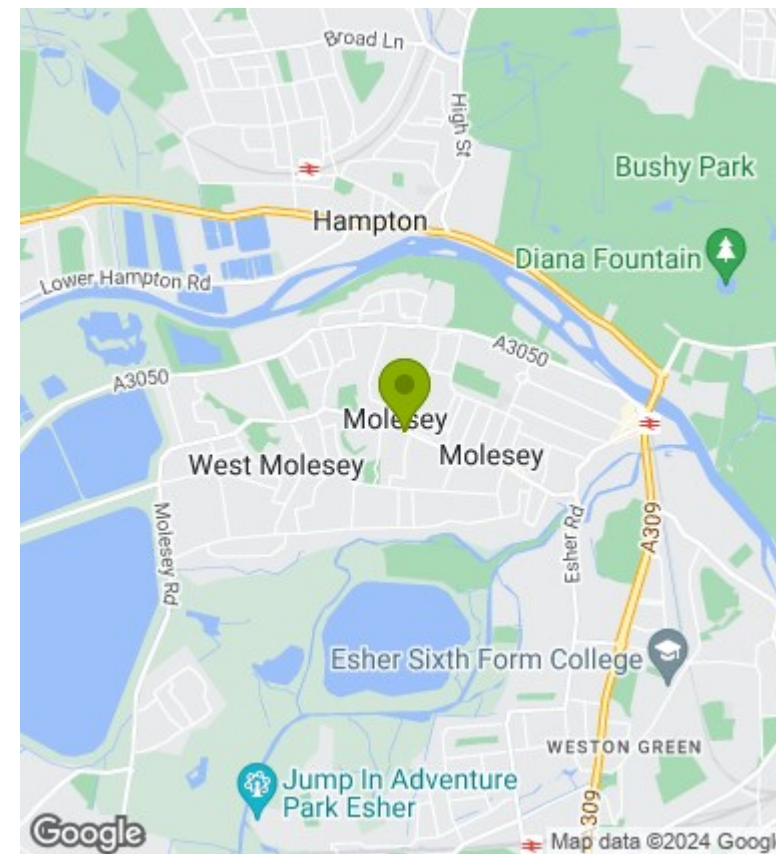 Broad Ln
High St
Bushy Park
Hampton
Diana Fountain
Lower Hampton Rd
A3050
A3050
Molesey
West Molesey
Molesey
Molesey Rd
Esher Rd
A309
Esher Sixth Form College
WESTON GREEN
Jump In Adventure
Park Esher
A309
Google
Map data ©2024 Googl